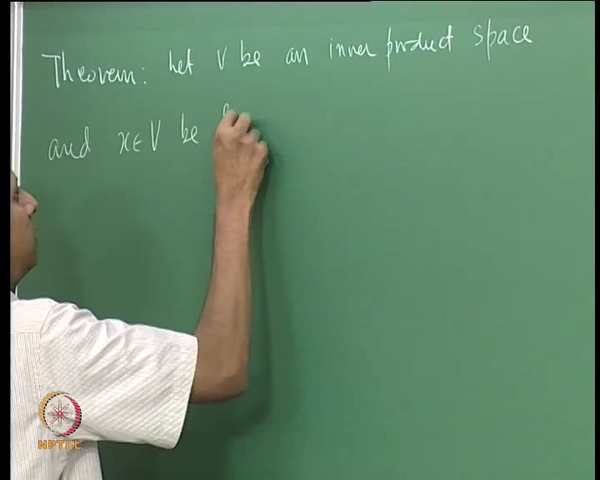 Theorem: Let V be an inner product space
and x ∈ V be
NPTEL